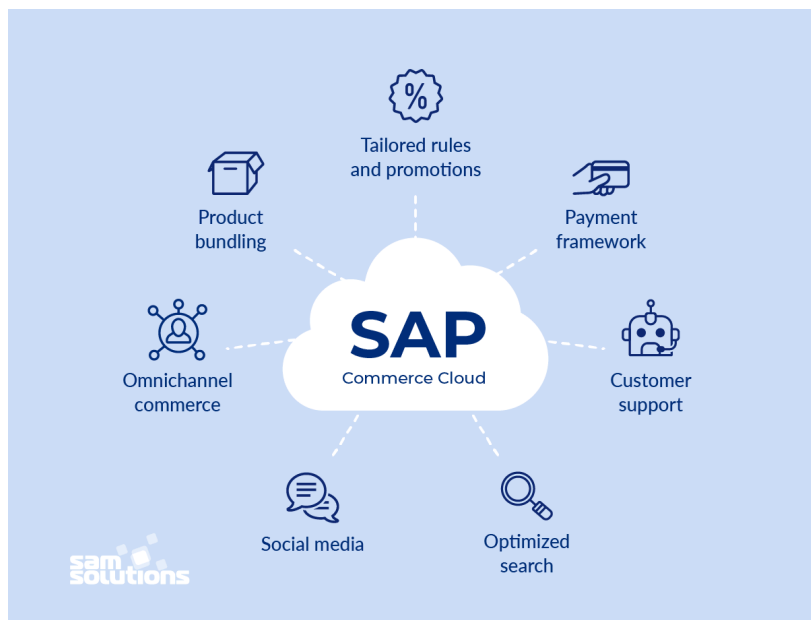 %
Tailored rules
and promotions
Product
bundling
Payment
framework
SAP
Commerce Cloud
Omnichannel
commerce
Customer
support
Social media
Optimized
search
sam
solutions